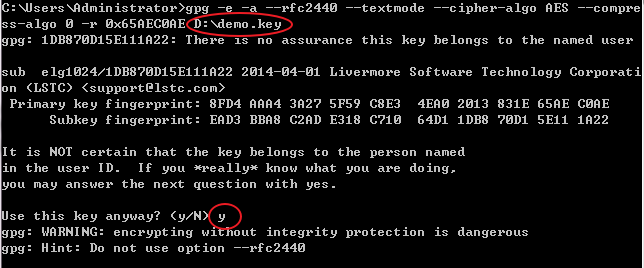 C:\Users\Administrator>gpg -e -a --rfc2440 --textmode --cipher-algo AES --compre
ss-algo 0 -r 0x65AEC0AE D:\demo.key
gpg: 1DB870D15E111A22: There is no assurance this key belongs to the named user

sub  elg1024/1DB870D15E111A22 2014-04-01 Livermore Software Technology Corporati
on (LSTC) <support@lstc.com>
 Primary key fingerprint: 8FD4 AAA4 3A27 5F59 C8E3  4EA0 2013 831E 65AE C0AE
      Subkey fingerprint: EAD3 BBA8 C2AD E318 C710  64D1 1DB8 70D1 5E11 1A22

It is NOT certain that the key belongs to the person named
in the user ID.  If you *really* know what you are doing,
you may answer the next question with yes.

Use this key anyway? (y/N) y
gpg: WARNING: encrypting without integrity protection is dangerous
gpg: Hint: Do not use option --rfc2440